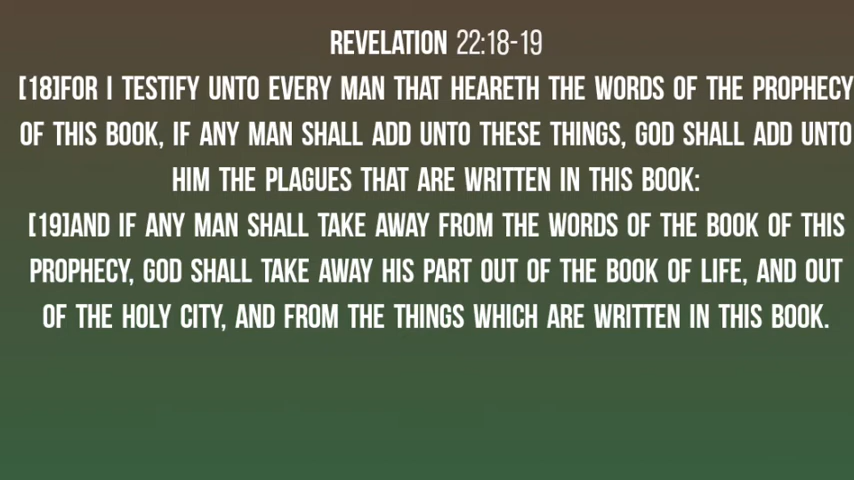 REVELATION 22:18-19
[18]FOR I TESTIFY UNTO EVERY MAN THAT HEARETH THE WORDS OF THE PROPHECY
OF THIS BOOK, IF ANY MAN SHALL ADD UNTO THESE THINGS, GOD SHALL ADD UNTO
HIM THE PLAGUES THAT ARE WRITTEN IN THIS BOOK:
[19]AND IF ANY MAN SHALL TAKE AWAY FROM THE WORDS OF THE BOOK OF THIS
PROPHECY, GOD SHALL TAKE AWAY HIS PART OUT OF THE BOOK OF LIFE, AND OUT
OF THE HOLY CITY, AND FROM THE THINGS WHICH ARE WRITTEN IN THIS BOOK.